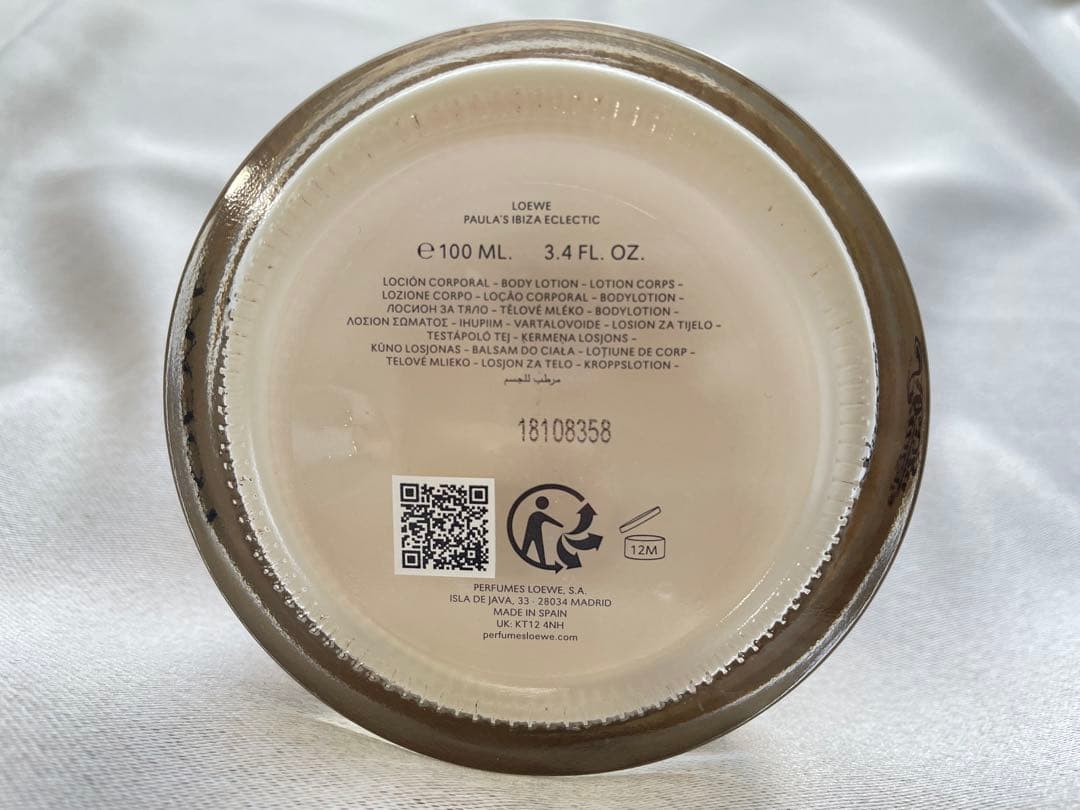 LOEWE
PAULA'S IBIZA ECLECTIC
℮ 100 ML. 3.4 FL. OZ.
LOCIÓN CORPORAL – BODY LOTION – LOTION CORPS –
LOZIONE CORPO – LOÇÃO CORPORAL – BODYLOTION –
ЛОСИОН ЗА ТЯЛО – TĚLOVÉ MLÉKO – BODYLOTION –
ΛΟΣΙΟΝ ΣΩΜΑΤΟΣ – IHUPIIM – VARTALOVOIDE – LOSION ZA TIJELO –
TESTÁPOLÓ TEJ – ĶERMEŅA LOSJONS –
KŪNO LOSJONAS – BALSAM DO CIAŁA – LOȚIUNE DE CORP –
TELOVÉ MLIEKO – LOSJON ZA TELO – KROPPSLOTION –
مرطب للجسم
18108358
12M
PERFUMES LOEWE, S.A.
ISLA DE JAVA, 33 · 28034 MADRID
MADE IN SPAIN
UK: KT12 4NH
perfumesloewe.com